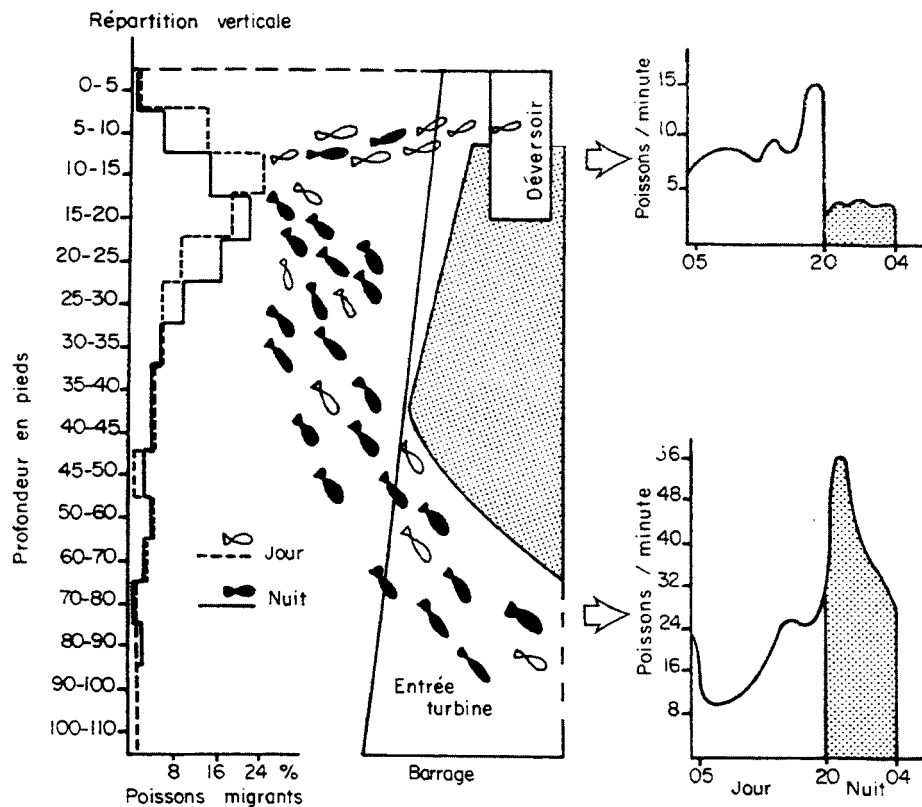 Répartition verticale
0-5
5-10
10-15
15-20
20-25
25-30
30-35
35-40
40-45
45-50
50-60
60-70
70-80
80-90
90-100
100-110
Profondeur en pieds
8 16 24 %
Poissons migrants
Jour
Nuit
Déversoir
Entrée
turbine
Barrage
Poissons / minute
15
10
5
05 20 04
Poissons / minute
56
48
40
32
24
16
8
05 20 04
Jour Nuit